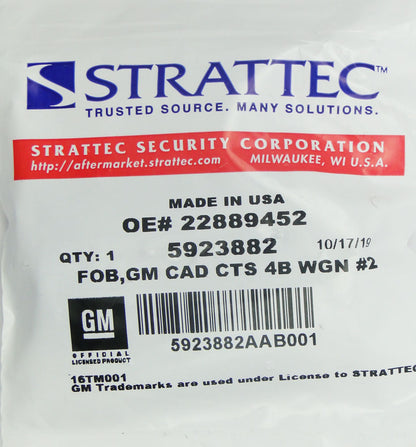 STRATTEC™
TRUSTED SOURCE. MANY SOLUTIONS.
STRATTEC SECURITY CORPORATION
http://aftermarket.strattec.com MILWAUKEE, WI U.S.A.
MADE IN USA
OE# 22889452
QTY: 1 5923882 10/17/19
FOB,GM CAD CTS 4B WGN #2
GM
OFFICIAL
LICENSED PRODUCT
5923882AAB001
16TM001
GM Trademarks are used under License to STRATTEC